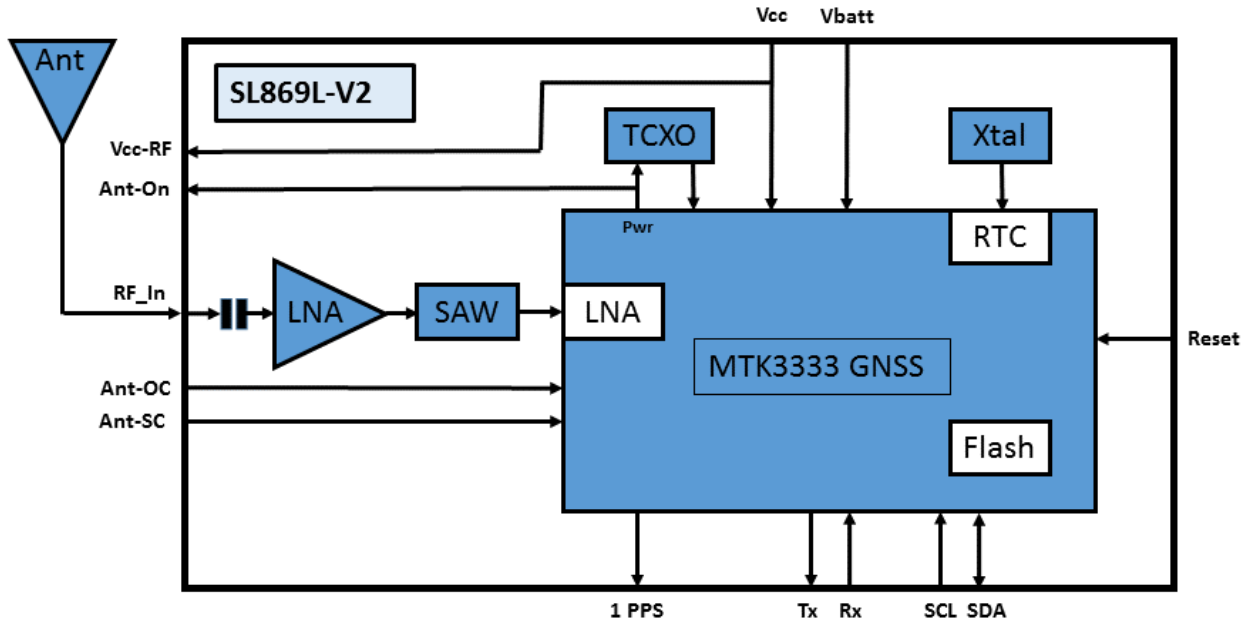 Vcc
Vbatt
Ant
SL869L-V2
TCXO
Xtal
Vcc-RF
Ant-On
Pwr
RTC
RF_In
LNA
SAW
LNA
Reset
MTK3333 GNSS
Ant-OC
Ant-SC
Flash
1 PPS
Tx
Rx
SCL
SDA